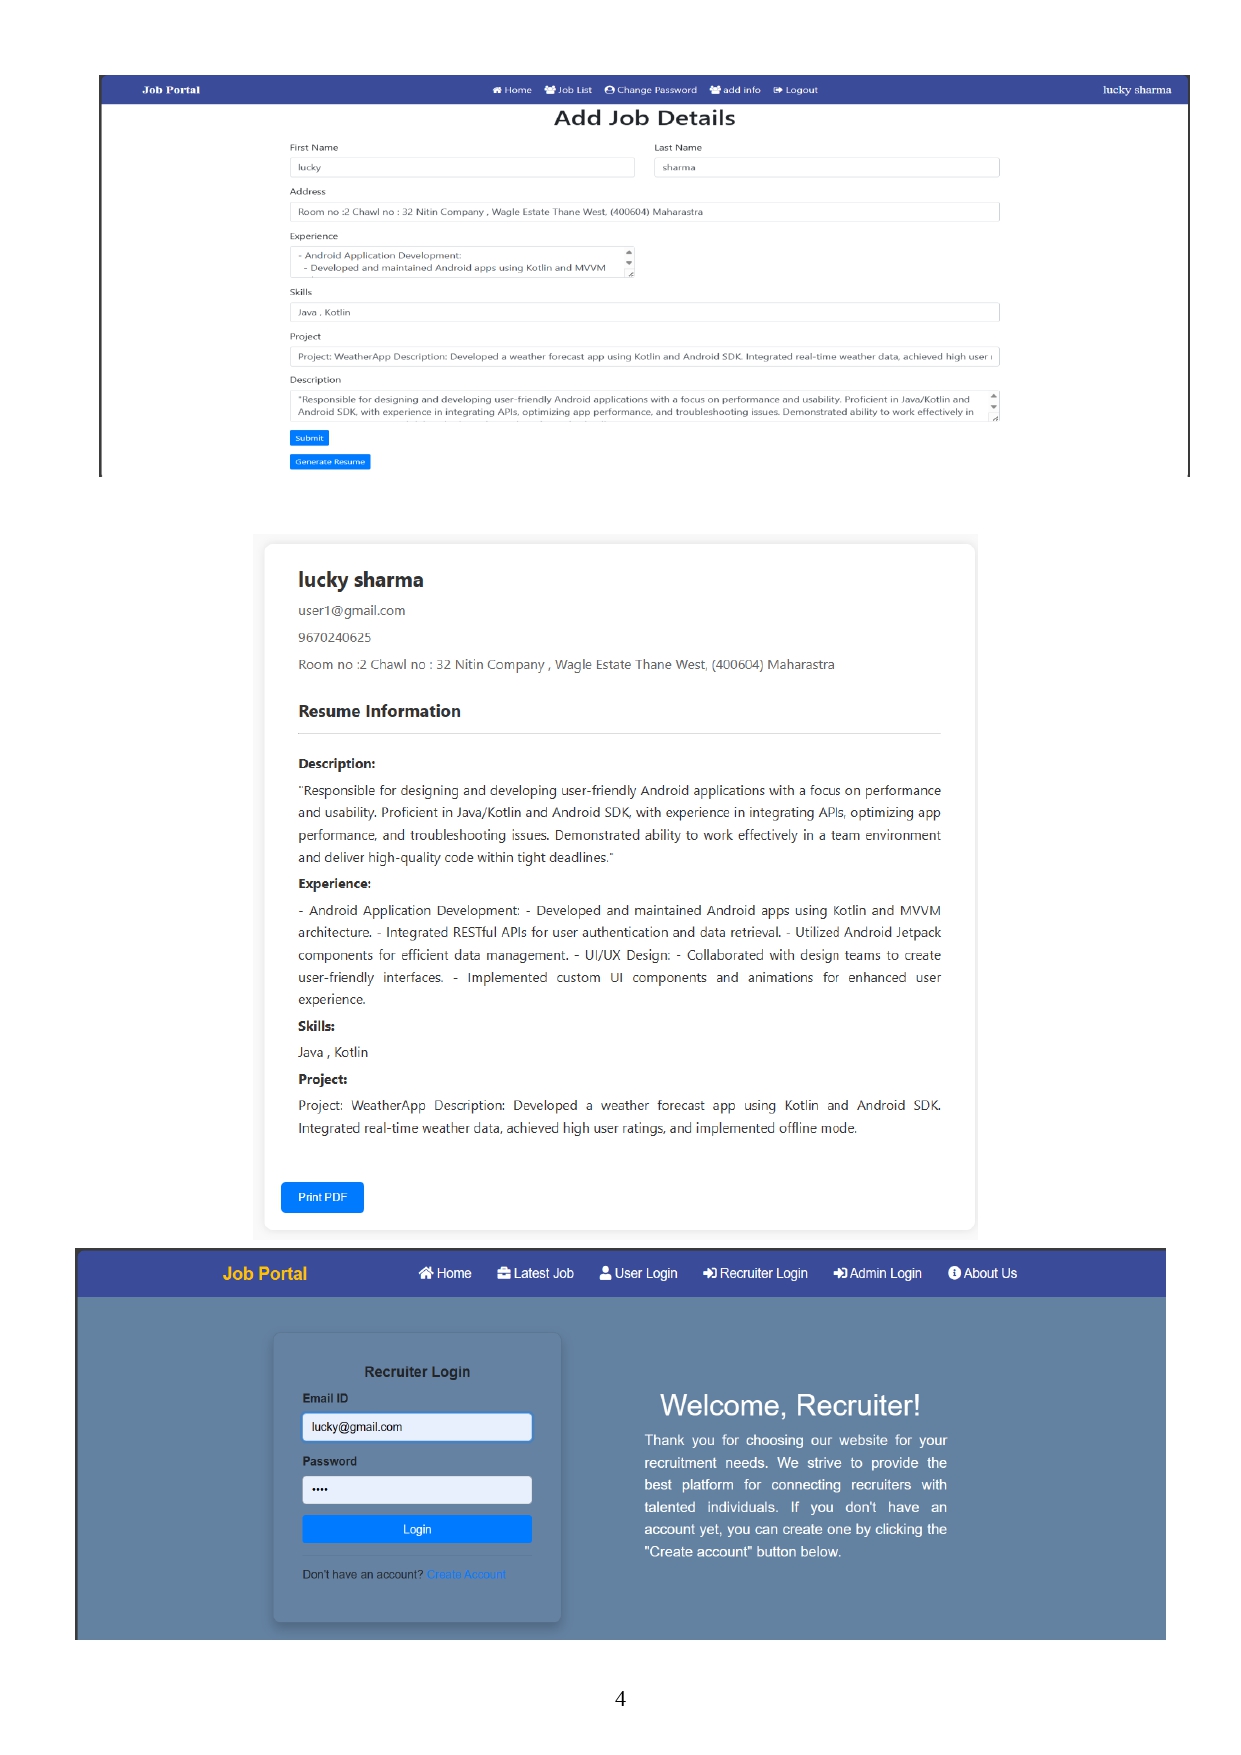 Job Portal Home Job List Change Password add info Logout lucky sharma
Add Job Details
First Name Last Name
lucky sharma
Address
Room no :2 Chawl no : 32 Nitin Company , Wagle Estate Thane West, (400604) Maharastra
Experience
- Android Application Development:
- Developed and maintained Android apps using Kotlin and MVVM
Skills
Java , Kotlin
Project
Project: WeatherApp Description: Developed a weather forecast app using Kotlin and Android SDK. Integrated real-time weather data, achieved high user
Description
"Responsible for designing and developing user-friendly Android applications with a focus on performance and usability. Proficient in Java/Kotlin and
Android SDK, with experience in integrating APIs, optimizing app performance, and troubleshooting issues. Demonstrated ability to work effectively in
Submit
Generate Resume
lucky sharma
user1@gmail.com
9670240625
Room no :2 Chawl no : 32 Nitin Company , Wagle Estate Thane West, (400604) Maharastra
Resume Information
Description:
"Responsible for designing and developing user-friendly Android applications with a focus on performance
and usability. Proficient in Java/Kotlin and Android SDK, with experience in integrating APIs, optimizing app
performance, and troubleshooting issues. Demonstrated ability to work effectively in a team environment
and deliver high-quality code within tight deadlines."
Experience:
- Android Application Development: - Developed and maintained Android apps using Kotlin and MVVM
architecture. - Integrated RESTful APIs for user authentication and data retrieval. - Utilized Android Jetpack
components for efficient data management. - UI/UX Design: - Collaborated with design teams to create
user-friendly interfaces. - Implemented custom UI components and animations for enhanced user
experience.
Skills:
Java , Kotlin
Project:
Project: WeatherApp Description: Developed a weather forecast app using Kotlin and Android SDK.
Integrated real-time weather data, achieved high user ratings, and implemented offline mode.
Print PDF
Job Portal Home Latest Job User Login Recruiter Login Admin Login About Us
Recruiter Login
Email ID
lucky@gmail.com
Password
••••
Login
Don't have an account? Create Account
Welcome, Recruiter!
Thank you for choosing our website for your
recruitment needs. We strive to provide the
best platform for connecting recruiters with
talented individuals. If you don't have an
account yet, you can create one by clicking the
"Create account" button below.
4